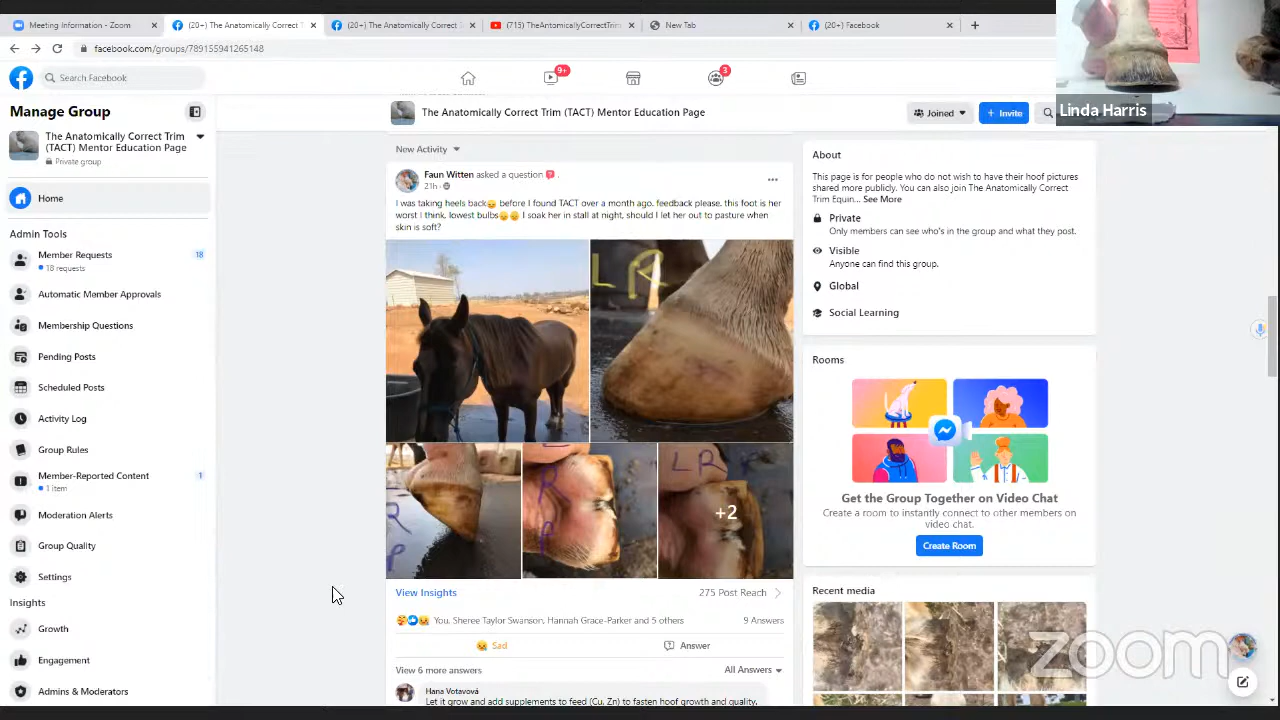 Meeting Information - Zoom
(20+) The Anatomically Correct T
(20+) The Anatomically Correct T
(715) TheAnatomicallyCorrectTrim
New Tab
(20+) Facebook
facebook.com/groups/789155941265148
Search Facebook
9+
3
Linda Harris
Manage Group
The Anatomically Correct Trim
(TACT) Mentor Education Page
Private group
Home
Admin Tools
Member Requests
18
18 requests
Automatic Member Approvals
Membership Questions
Pending Posts
Scheduled Posts
Activity Log
Group Rules
Member-Reported Content
1
1 item
Moderation Alerts
Group Quality
Settings
Insights
Growth
Engagement
Admins & Moderators
The Anatomically Correct Trim (TACT) Mentor Education Page
Joined
+ Invite
New Activity
Faun Witten asked a question .
21h
I was taking heels back before I found TACT over a month ago. feedback please. this foot is her
worst I think. lowest bulbs I soak her in stall at night, should I let her out to pasture when
skin is soft?
LR
R
P
R
P
LR P
+2
View Insights
275 Post Reach
You, Sheree Taylor Swanson, Hannah Grace-Parker and 5 others
9 Answers
Sad
Answer
View 6 more answers
All Answers
Hana Votavová
Let it grow and add supplements to feed (Cu, Zn) to fasten hoof growth and quality,
About
This page is for people who do not wish to have their hoof pictures
shared more publicly. You can also join The Anatomically Correct
Trim Equin... See More
Private
Only members can see who's in the group and what they post.
Visible
Anyone can find this group.
Global
Social Learning
Rooms
Get the Group Together on Video Chat
Create a room to instantly connect to other members on
video chat.
Create Room
Recent media
zoom